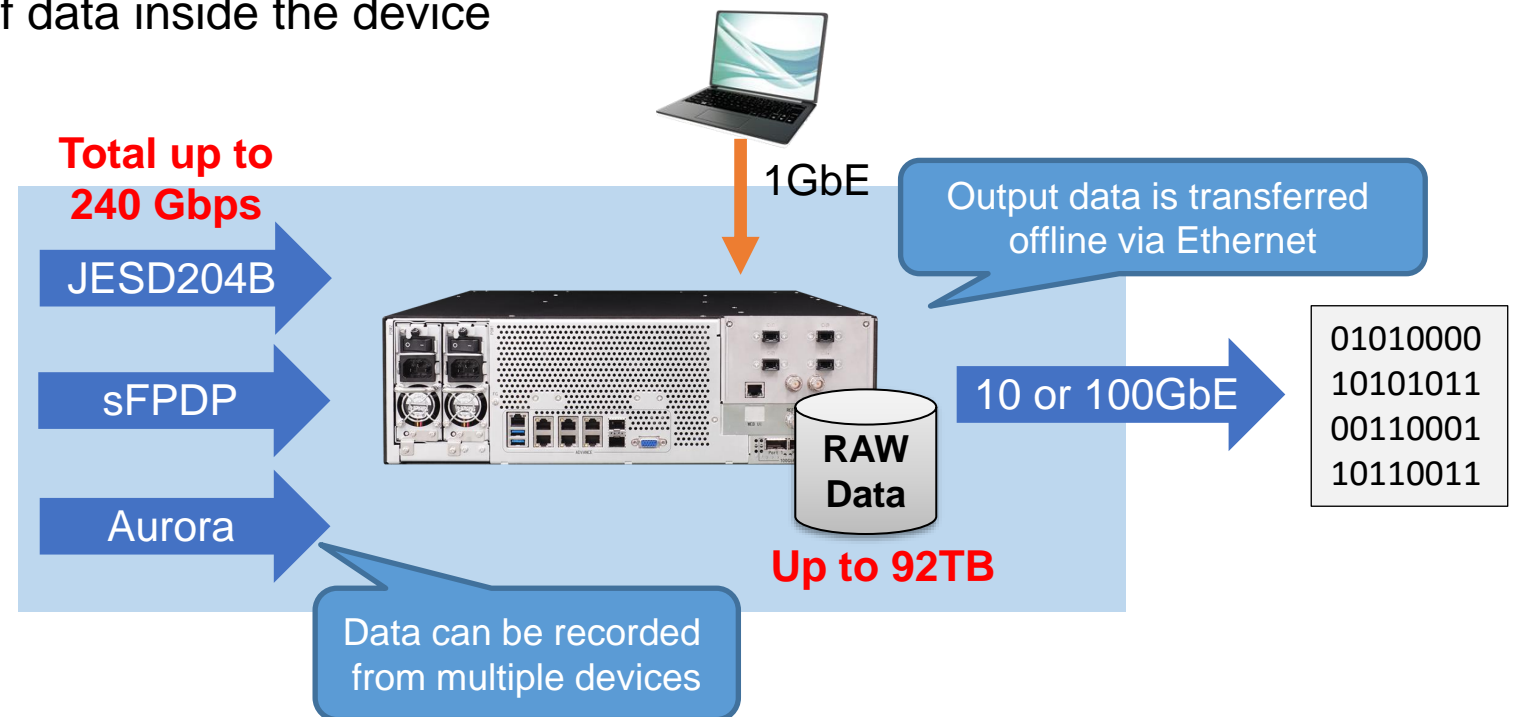 f data inside the device
Total up to
240 Gbps
1GbE
Output data is transferred
offline via Ethernet
JESD204B
sFPDP
Aurora
10 or 100GbE
01010000
10101011
00110001
10110011
RAW
Data
Up to 92TB
Data can be recorded
from multiple devices